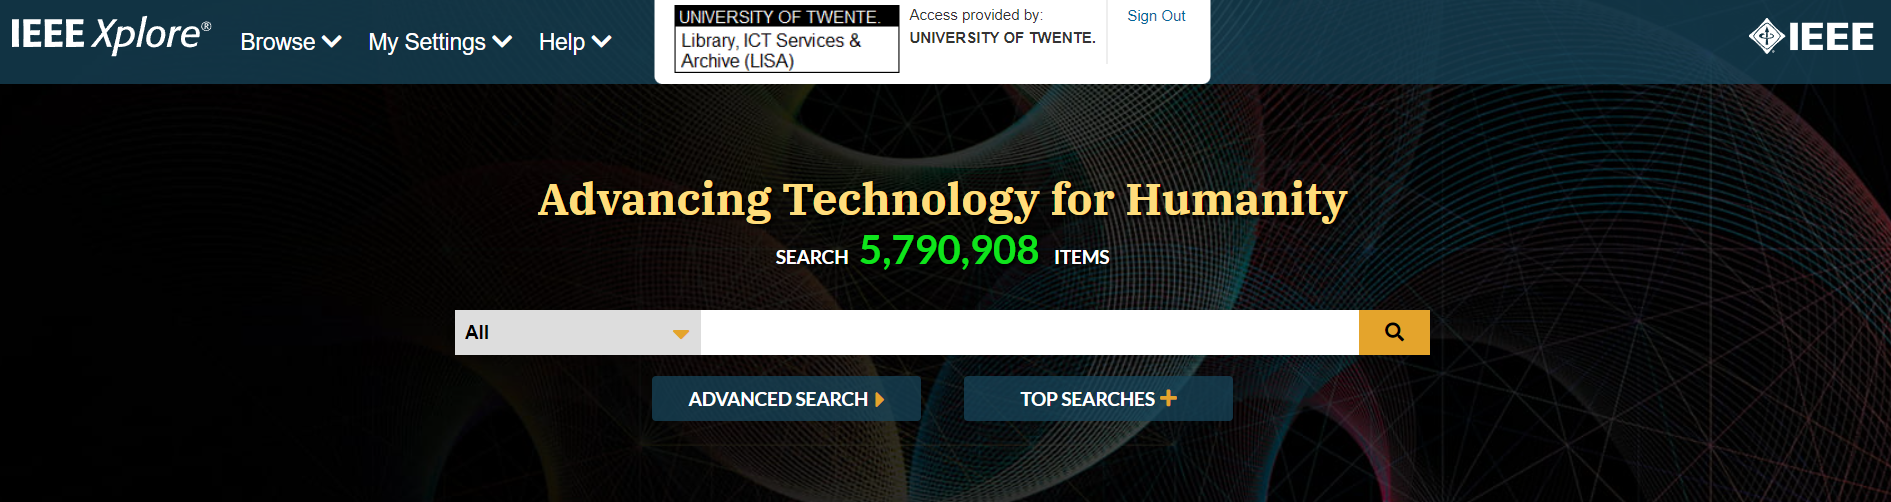 IEEE Xplore®
Browse
My Settings
Help
UNIVERSITY OF TWENTE.
Library, ICT Services &
Archive (LISA)
Access provided by:
UNIVERSITY OF TWENTE.
Sign Out
IEEE
Advancing Technology for Humanity
SEARCH 5,790,908 ITEMS
All
ADVANCED SEARCH
TOP SEARCHES